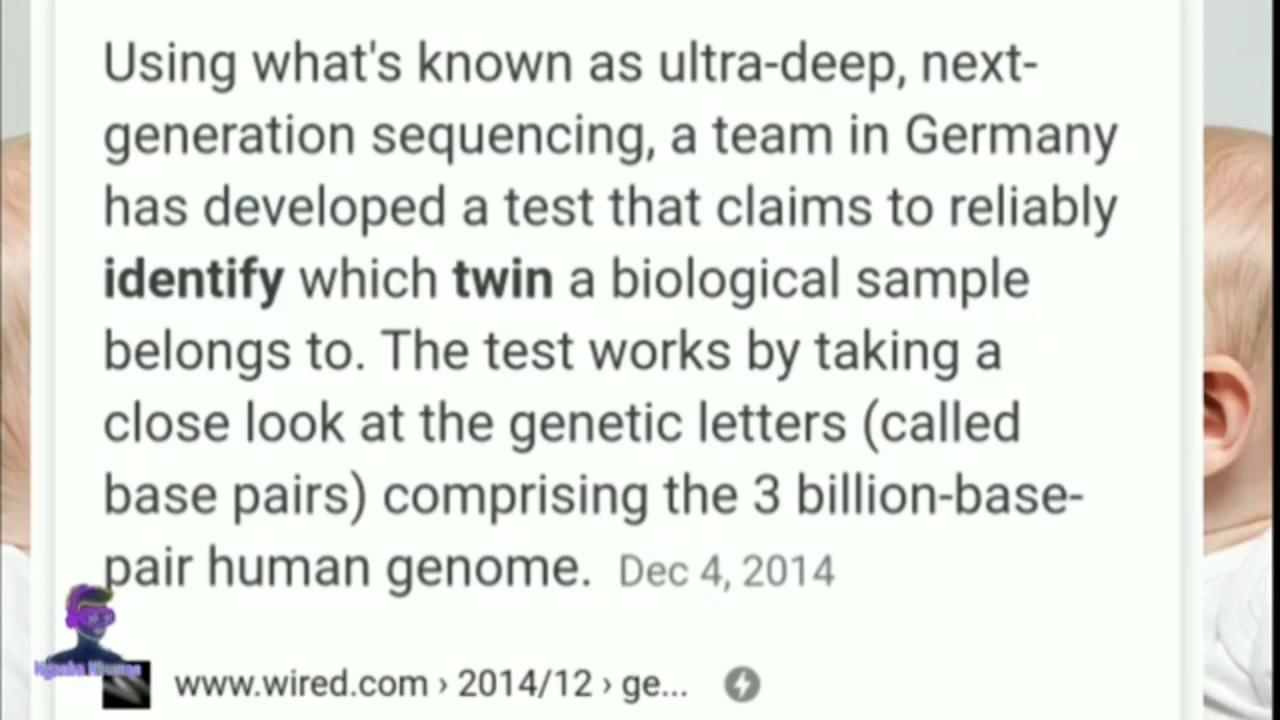 Using what's known as ultra-deep, next-
generation sequencing, a team in Germany
has developed a test that claims to reliably
identify which twin a biological sample
belongs to. The test works by taking a
close look at the genetic letters (called
base pairs) comprising the 3 billion-base-
pair human genome. Dec 4, 2014
www.wired.com › 2014/12 › ge...